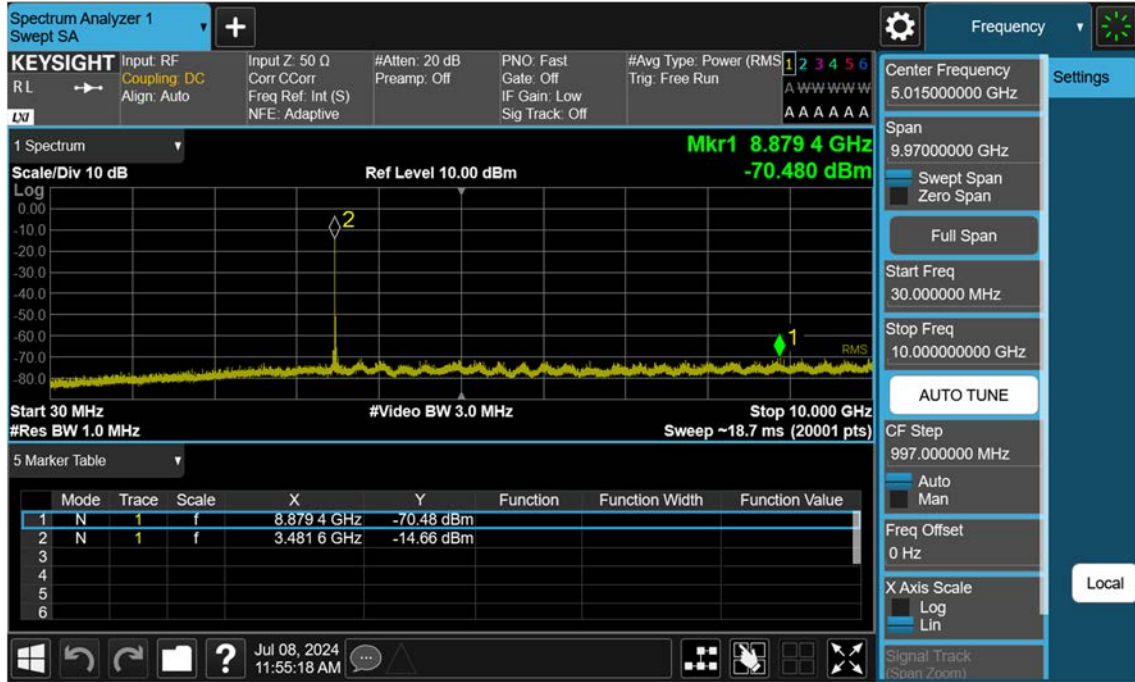 Spectrum Analyzer 1
Swept SA
Frequency
KEYSIGHT
R L
LXI
Input: RF
Coupling: DC
Align: Auto
Input Z: 50 Ω
Corr CCorr
Freq Ref: Int (S)
NFE: Adaptive
#Atten: 20 dB
Preamp: Off
PNO: Fast
Gate: Off
IF Gain: Low
Sig Track: Off
#Avg Type: Power (RMS
Trig: Free Run
1 2 3 4 5 6
A W W W W W
A A A A A A
1 Spectrum
Scale/Div 10 dB
Ref Level 10.00 dBm
Mkr1 8.879 4 GHz
-70.480 dBm
Log
0.00
-10.0
-20.0
-30.0
-40.0
-50.0
-60.0
-70.0
-80.0
2
1
RMS
Start 30 MHz
#Video BW 3.0 MHz
Stop 10.000 GHz
#Res BW 1.0 MHz
Sweep ~18.7 ms (20001 pts)
5 Marker Table
Mode Trace Scale X Y Function Function Width Function Value
1 N 1 f 8.879 4 GHz -70.48 dBm
2 N 1 f 3.481 6 GHz -14.66 dBm
3
4
5
6
Jul 08, 2024
11:55:18 AM
Center Frequency
5.015000000 GHz
Settings
Span
9.97000000 GHz
Swept Span
Zero Span
Full Span
Start Freq
30.000000 MHz
Stop Freq
10.000000000 GHz
AUTO TUNE
CF Step
997.000000 MHz
Auto
Man
Freq Offset
0 Hz
X Axis Scale
Log
Lin
Local
Signal Track
(Span Zoom)